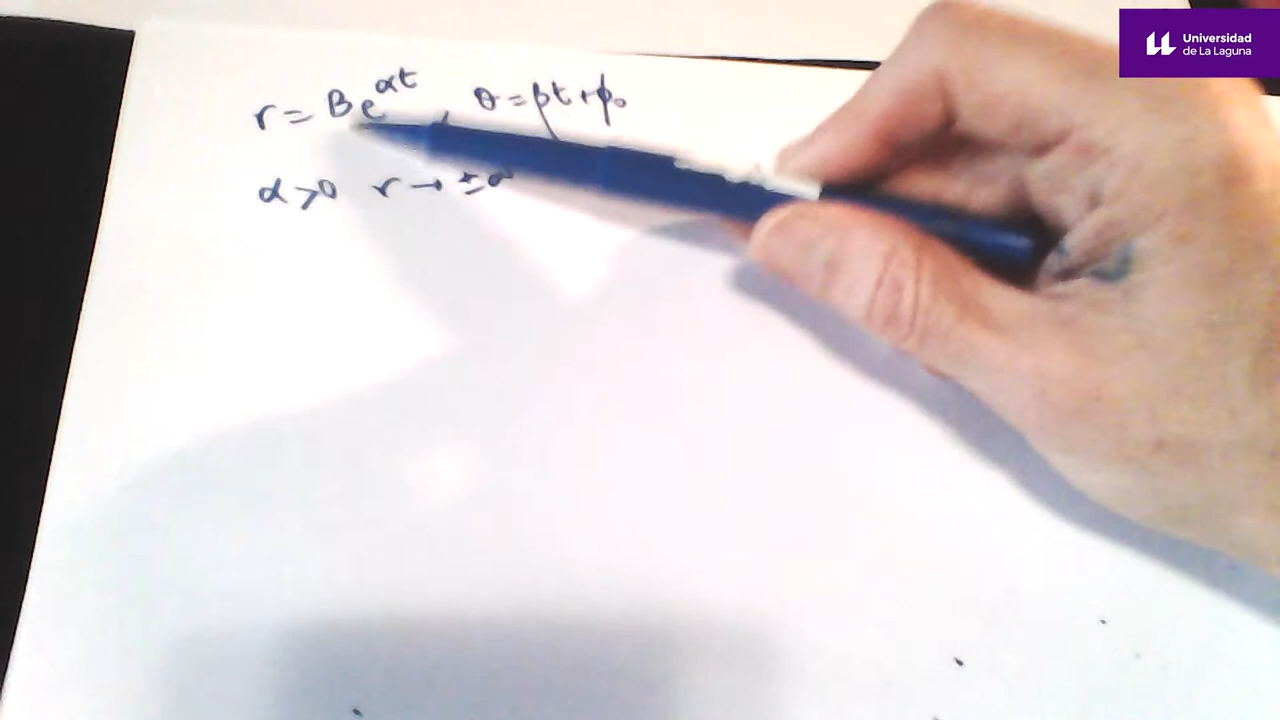 Universidad
de La Laguna
r = Be^{αt}, θ = βt + ϕ₀
α > 0 r → ±∞